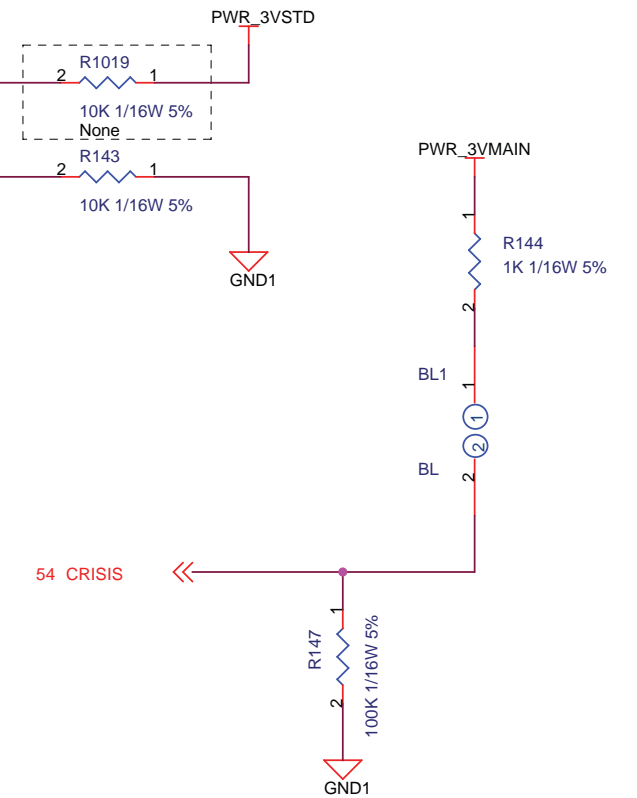 PWR_3VSTD
R1019
2 1
10K 1/16W 5%
None
R143
2 1
10K 1/16W 5%
GND1
PWR_3VMAIN
1
R144
1K 1/16W 5%
2
BL1
1
1
2
BL
2
54 CRISIS
1
R147
100K 1/16W 5%
2
GND1